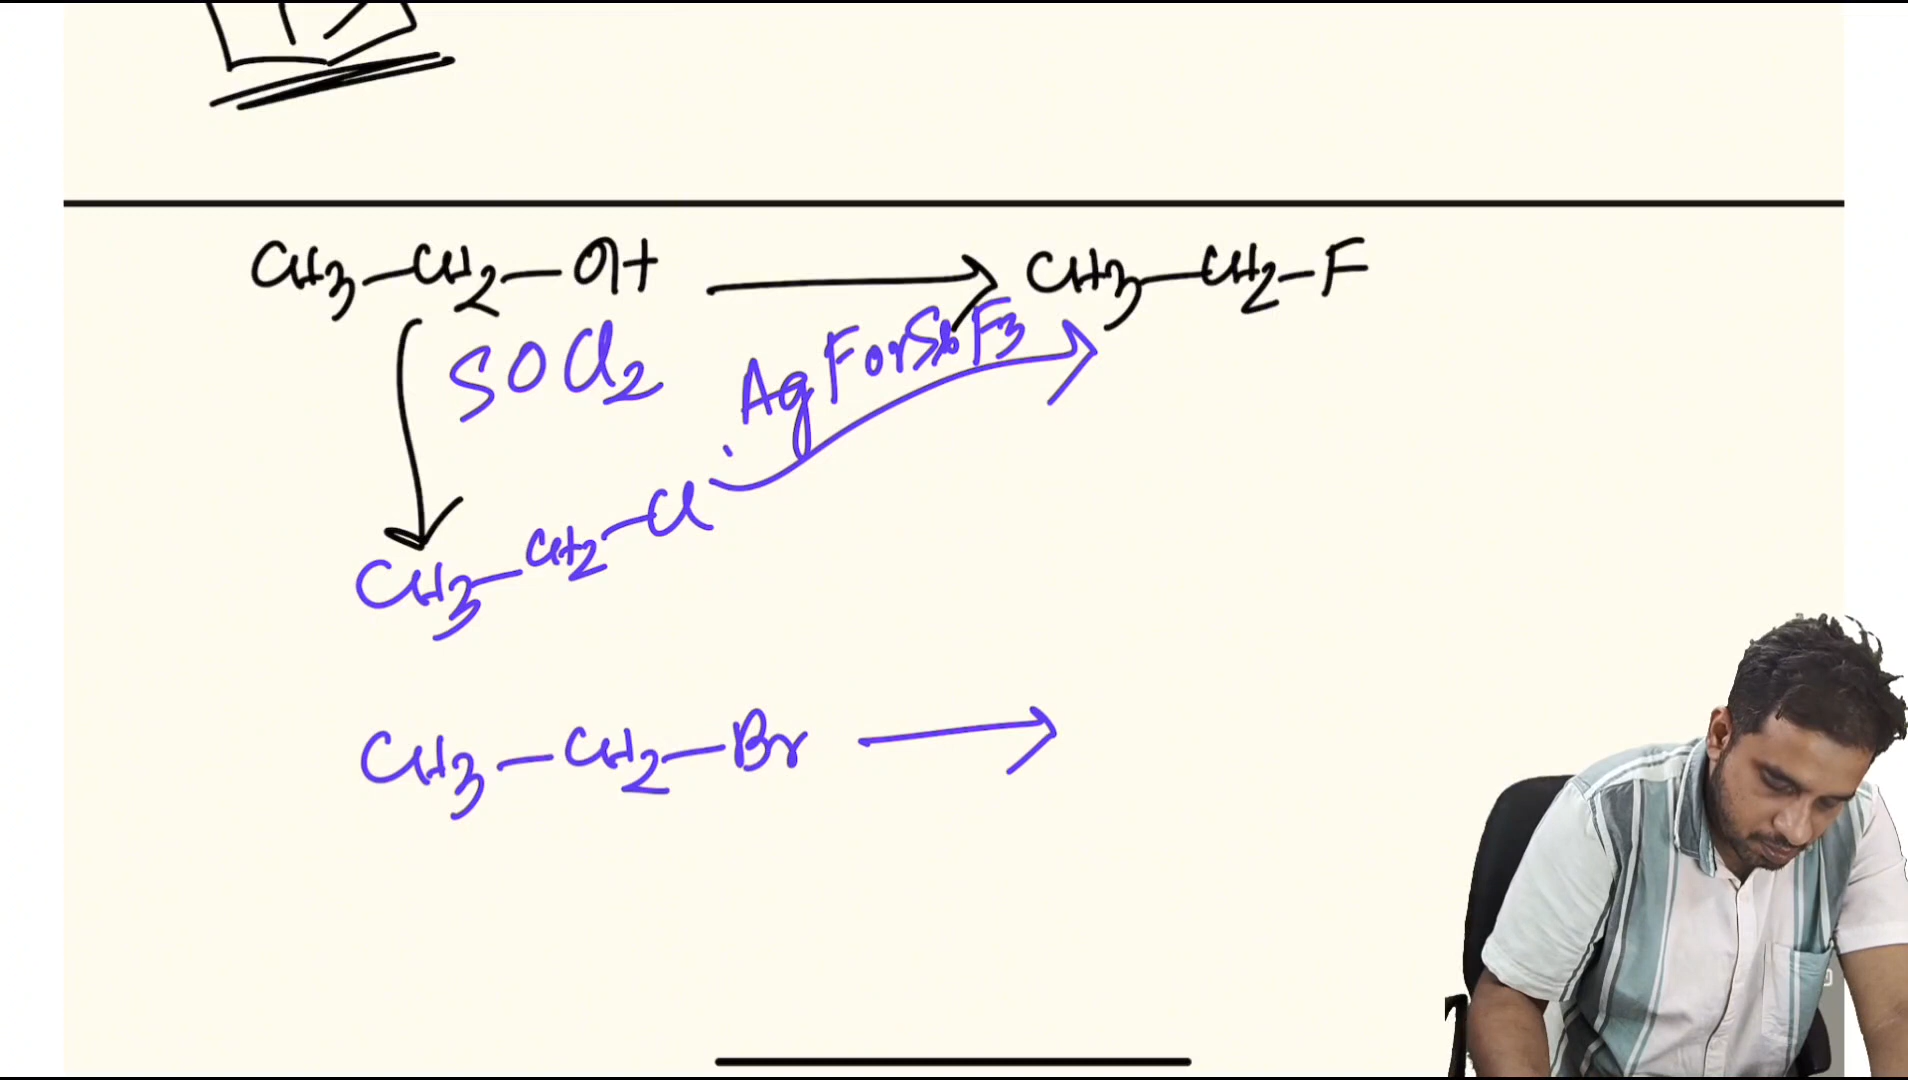 CH3-CH2-OH → CH3-CH2-F
SOCl2
AgF or SbF3
CH3-CH2-Cl
CH3-CH2-Br →